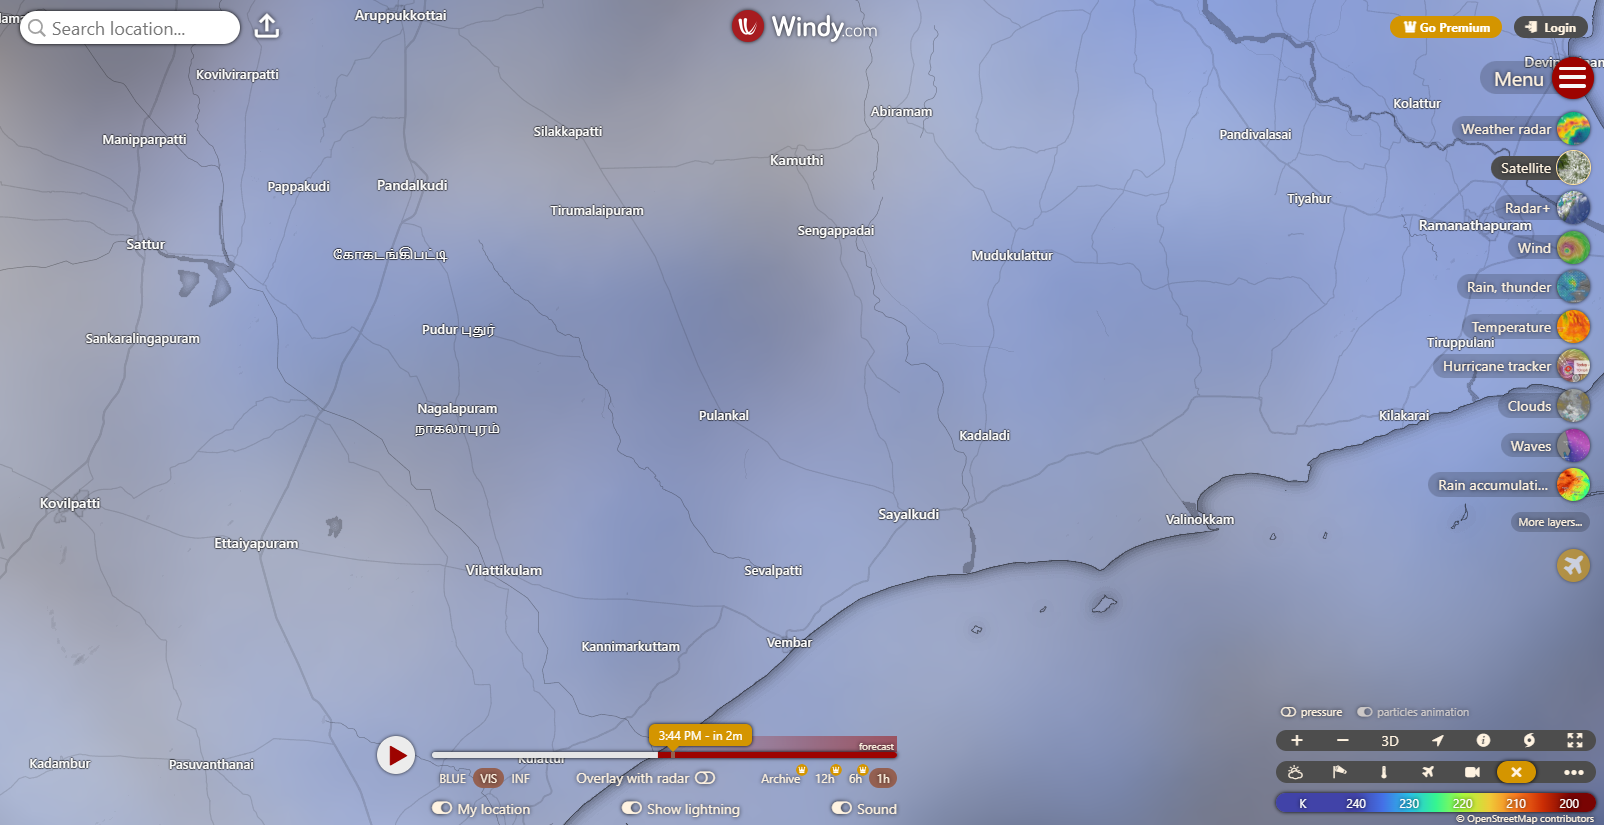 Aruppukkottai
Search location...
Windy.com
Go Premium
Login
Menu
Kovilvirarpatti
Abiramam
Kolattur
Manipparpatti
Silakkapatti
Pandivalasai
Weather radar
Kamuthi
Satellite
Pappakudi
Pandalkudi
Tirumalaipuram
Tiyahur
Radar+
Sengappadai
Ramanathapuram
Sattur
கோகடங்கிபட்டி
Mudukulattur
Wind
Rain, thunder
Pudur புதுர்
Temperature
Sankaralingapuram
Tiruppulani
Hurricane tracker
Nagalapuram
நாகலாபுரம்
Pulankal
Kilakarai
Clouds
Kadaladi
Waves
Rain accumulati...
Kovilpatti
Sayalkudi
Valinokkam
More layers...
Ettaiyapuram
Vilattikulam
Sevalpatti
Kannimarkuttam
Vembar
pressure
particles animation
3:44 PM - in 2m
forecast
3D
Kadambur
Pasuvanthanai
BLUE VIS INF
Overlay with radar
Archive 12h 6h 1h
My location
Show lightning
Sound
K 240 230 220 210 200
© OpenStreetMap contributors